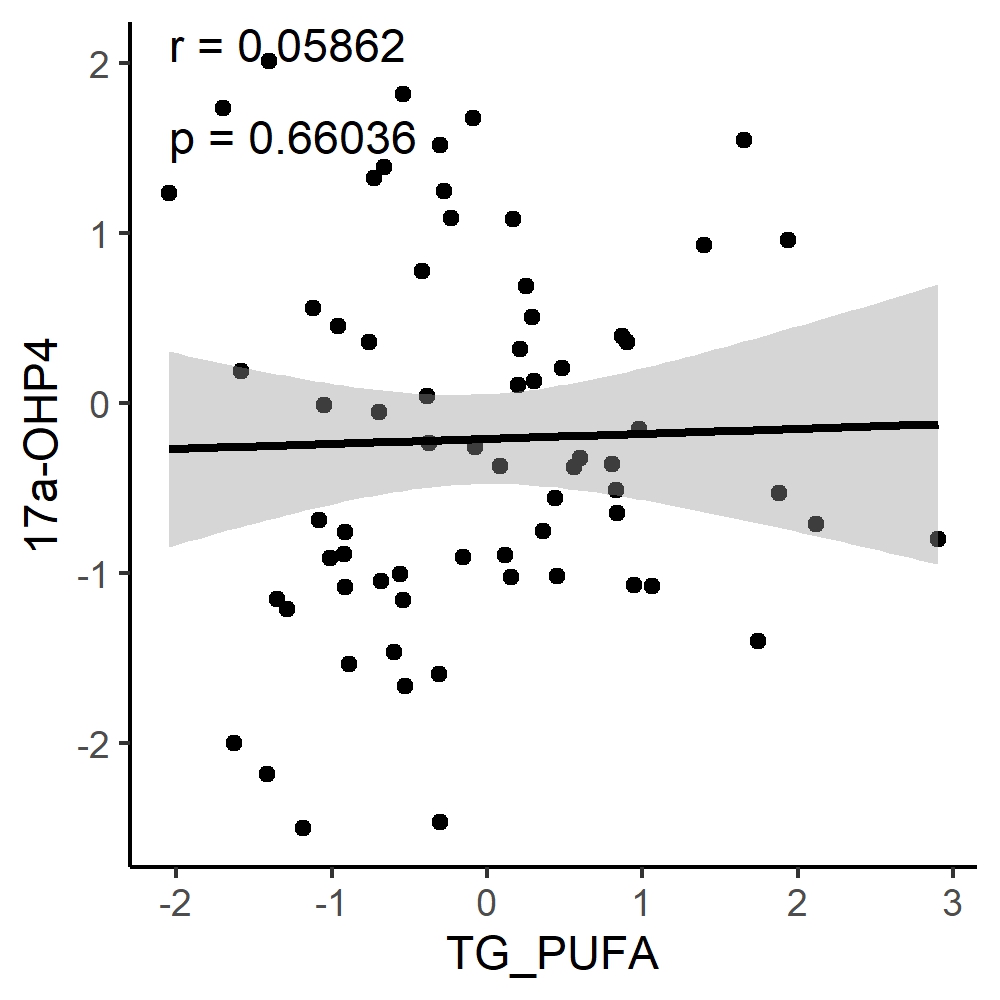 r = 0.05862
p = 0.66036
2
1
0
-1
-2
17a-OHP4
-2 -1 0 1 2 3
TG_PUFA